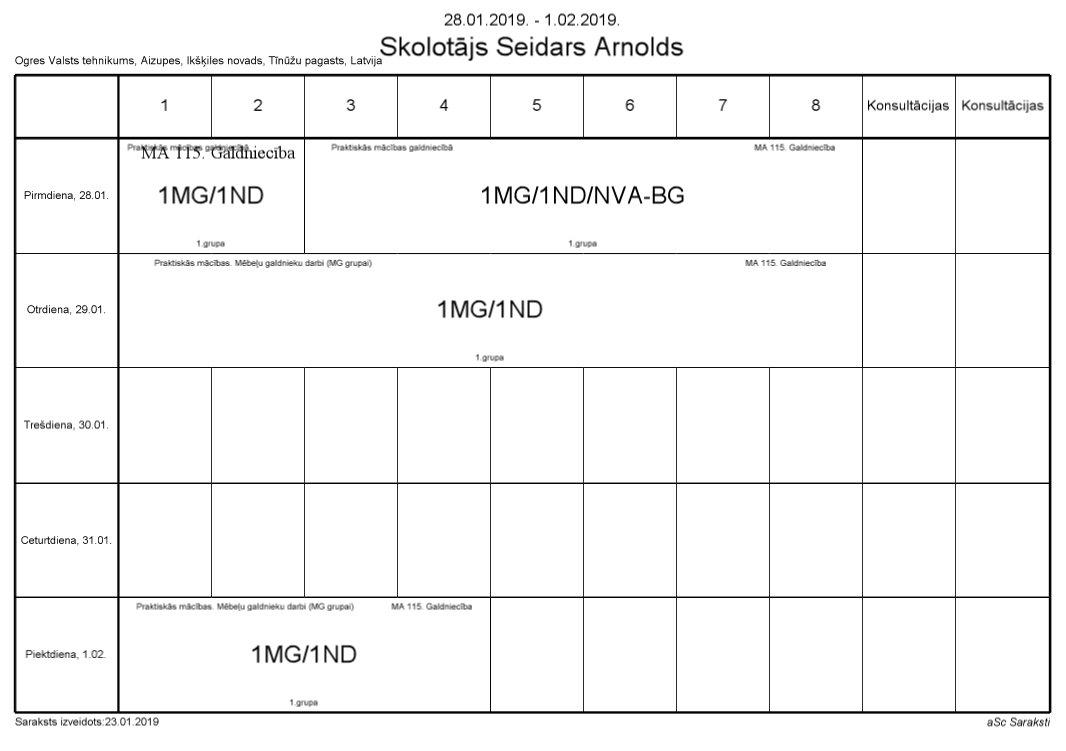 28.01.2019. - 1.02.2019.
Skolotājs Seidars Arnolds
Ogres Valsts tehnikums, Aizupes, Ikšķiles novads, Tīnūžu pagasts, Latvija
1 2 3 4 5 6 7 8 Konsultācijas Konsultācijas
Praktiskās mācības galdniecībā Praktiskās mācības galdniecībā MA 115. Galdniecība
MA 115. Galdniecība
Pirmdiena, 28.01. 1MG/1ND 1MG/1ND/NVA-BG
1.grupa 1.grupa
Praktiskās mācības. Mēbeļu galdnieku darbi (MG grupai) MA 115. Galdniecība
Otrdiena, 29.01. 1MG/1ND
1.grupa
Trešdiena, 30.01.
Ceturtdiena, 31.01.
Praktiskās mācības. Mēbeļu galdnieku darbi (MG grupai) MA 115. Galdniecība
Piektdiena, 1.02. 1MG/1ND
1.grupa
Saraksts izveidots:23.01.2019 aSc Saraksti